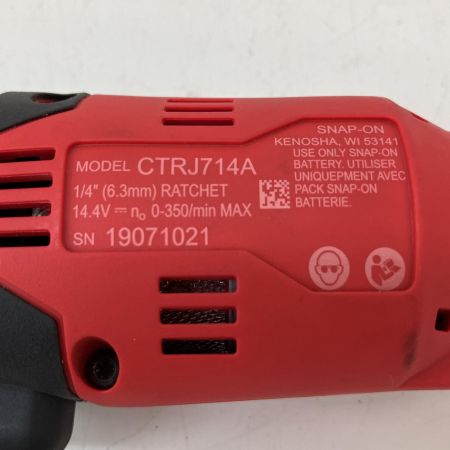 MODEL CTRJ714A
1/4" (6.3mm) RATCHET
14.4V ⎓ n₀ 0-350/min MAX
SN 19071021
SNAP-ON
KENOSHA, WI 53141
USE ONLY SNAP-ON
BATTERY. UTILISER
UNIQUEPMENT AVEC
PACK SNAP-ON
BATTERIE.